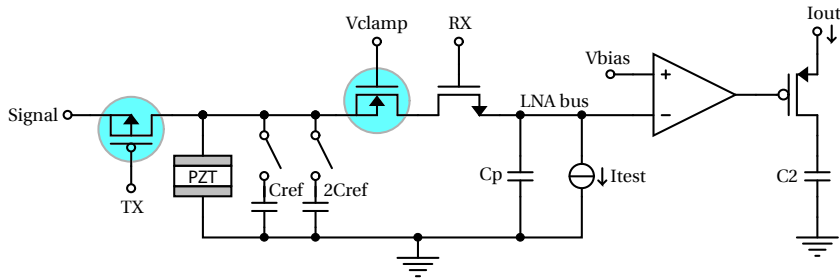 Iout
Vclamp
RX
Vbias
+
LNA bus
Signal
−
PZT
Cref
2Cref
Cp
Itest
C2
TX